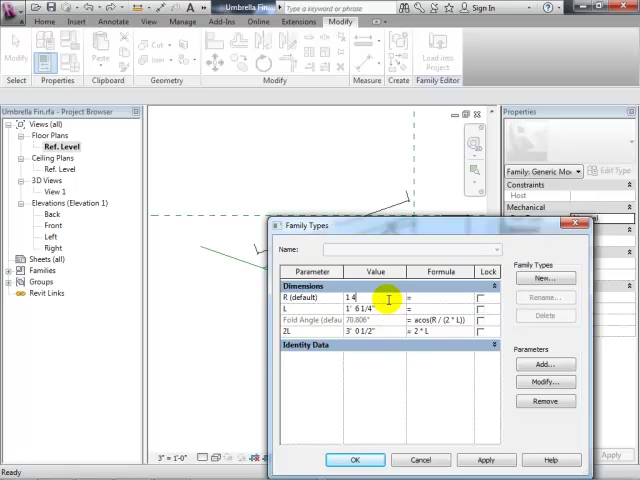 Umbrella Fin...
Type a keyword or phrase
Sign In
Home
Insert
Annotate
View
Manage
Add-Ins
Online
Extensions
Modify
Modify
Cut
Join
Paste
Load into
Project
Select
Properties
Clipboard
Geometry
Modify
Measure
Create
Family Editor
Umbrella Fin.rfa - Project Browser
Views (all)
Floor Plans
Ref. Level
Ceiling Plans
Ref. Level
3D Views
View 1
Elevations (Elevation 1)
Back
Front
Left
Right
Sheets (all)
Families
Groups
Revit Links
Properties
Family: Generic Mo
Edit Type
Constraints
Host
Mechanical
Apply
Family Types
Name:
Parameter
Value
Formula
Lock
Dimensions
R (default)
1 4
=
L
1' 6 1/4"
=
Fold Angle (defau
70.806°
= acos(R / (2 * L))
2L
3' 0 1/2"
= 2 * L
Identity Data
Family Types
New...
Rename...
Delete
Parameters
Add...
Modify...
Remove
OK
Cancel
Apply
Help
3" = 1'-0"
Ready